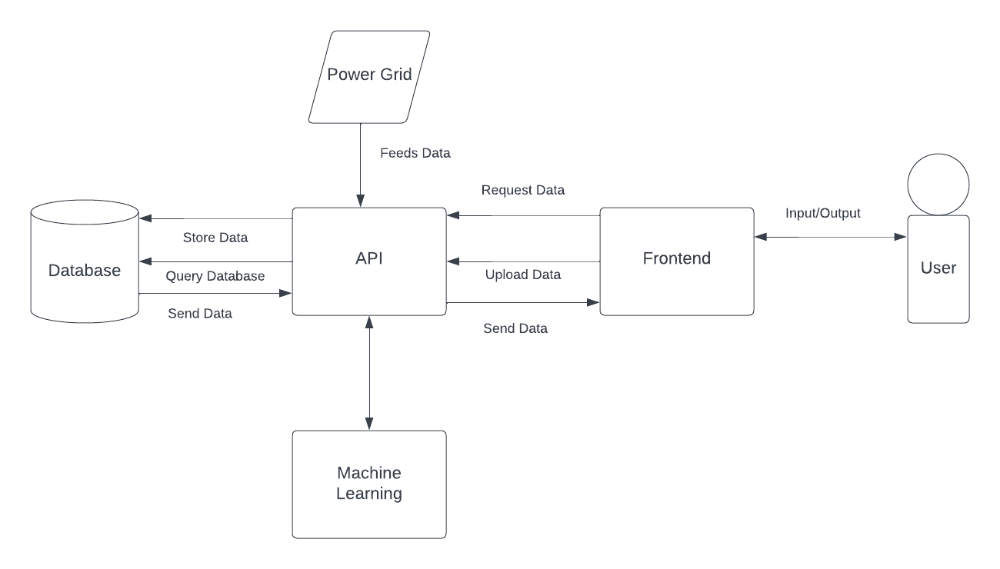 Power Grid
Feeds Data
Request Data
Input/Output
Store Data
API
Frontend
User
Database
Query Database
Upload Data
Send Data
Send Data
Machine
Learning